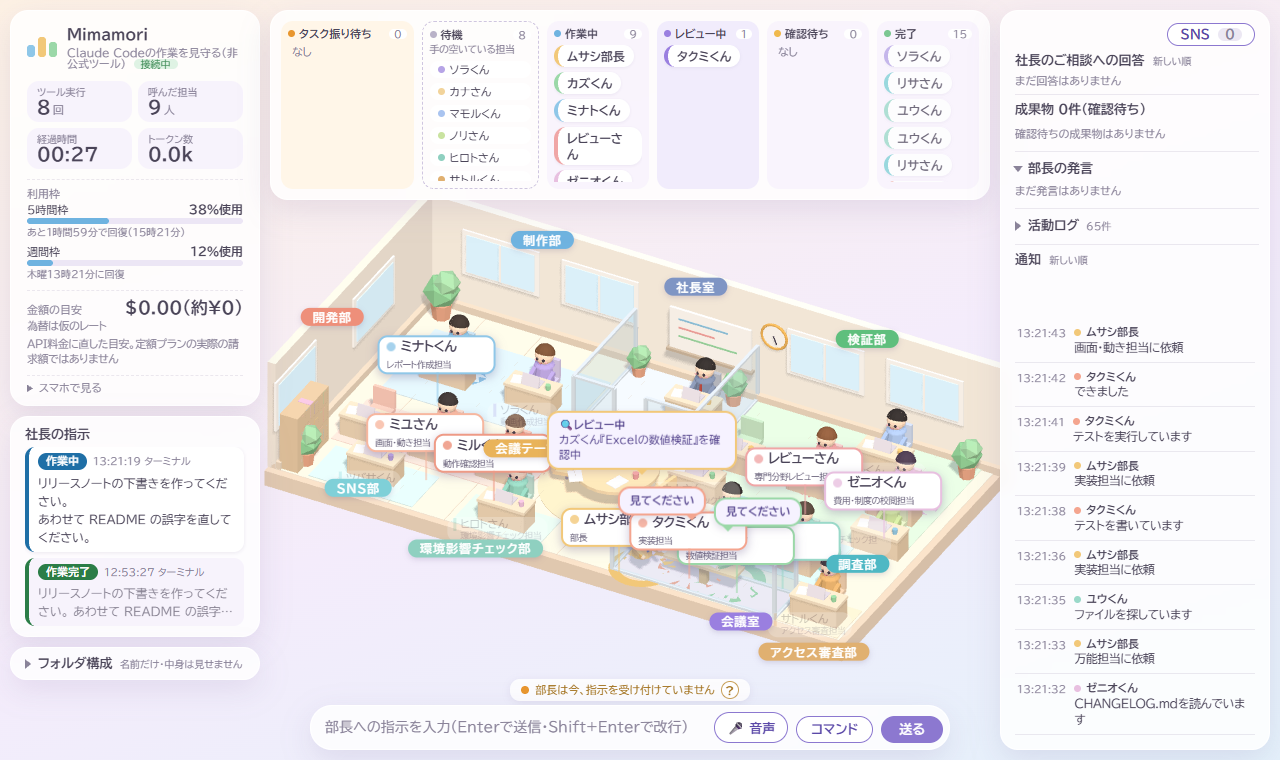 Mimamori
Claude Codeの作業を見守る(非
公式ツール) 接続中
ツール実行
8回
呼んだ担当
9人
経過時間
00:27
トークン数
0.0k
利用枠
5時間枠 38%使用
あと1時間59分で回復(15時21分)
週間枠 12%使用
木曜13時21分に回復
金額の目安 $0.00(約¥0)
為替は仮のレート
API料金に直した目安。定額プランの実際の請
求額ではありません
スマホで見る
社長の指示
作業中 13:21:19 ターミナル
リリースノートの下書きを作ってくだ
さい。
あわせて README の誤字を直して
ください。
作業完了 12:53:27 ターミナル
リリースノートの下書きを作ってくだ
さい。 あわせて README の誤字…
フォルダ構成 名前だけ・中身は見せません
タスク振り待ち 0
なし
待機 8
手の空いている担当
ソラくん
カナさん
マモルくん
ノリさん
ヒロトさん
サトルくん
作業中 9
ムサシ部長
カズくん
ミナトくん
レビューさ
ん
ゼニオくん
レビュー中 1
タクミくん
確認待ち 0
なし
完了 15
ソラくん
リサさん
ユウくん
ユウくん
リサさん
制作部
社長室
開発部
検証部
ミナトくん
レポート作成担当
ソラくん
ミユさん
画面・動き担当
ミルく
動作確認担当
会議テー
レビュー中
カズくん『Excelの数値検証』を確
認中
レビューさん
専門分野レビュー担
ゼニオくん
費用・制度の校閲担当
SNS部
見てください
見てください
ヒロトさん
ムサシ部
部長
タクミくん
実装担当
数値検証担当
環境影響チェック部
調査部
会議室
サトルくん
アクセス審査担当
アクセス審査部
部長は今、指示を受け付けていません ?
部長への指示を入力(Enterで送信・Shift+Enterで改行)
音声
コマンド
送る
SNS 0
社長のご相談への回答 新しい順
まだ回答はありません
成果物 0件(確認待ち)
確認待ちの成果物はありません
部長の発言
まだ発言はありません
活動ログ 65件
通知 新しい順
13:21:43 ムサシ部長
画面・動き担当に依頼
13:21:42 タクミくん
できました
13:21:41 タクミくん
テストを実行しています
13:21:39 ムサシ部長
実装担当に依頼
13:21:38 タクミくん
テストを書いています
13:21:36 ムサシ部長
実装担当に依頼
13:21:35 ユウくん
ファイルを探しています
13:21:33 ムサシ部長
万能担当に依頼
13:21:32 ゼニオくん
CHANGELOG.mdを読んでいま
す